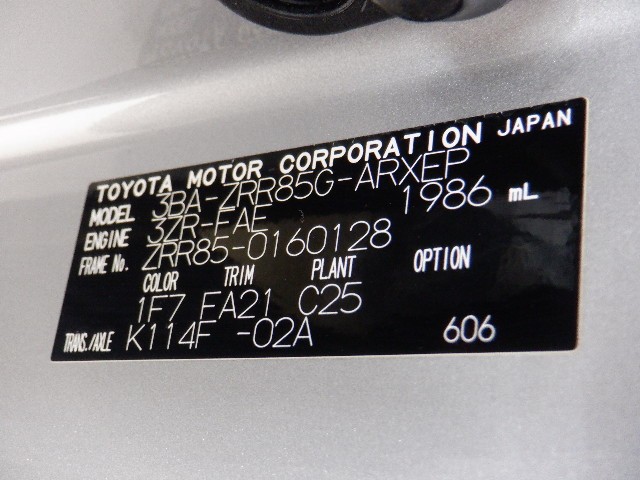 TOYOTA MOTOR CORPORATION JAPAN
MODEL 3BA-ZRR85G-ARXEP
ENGINE 3ZR-FAE 1986 mL
FRAME No. ZRR85-0160128
COLOR TRIM PLANT OPTION
1F7 FA21 C25
TRANS./AXLE K114F -02A 606